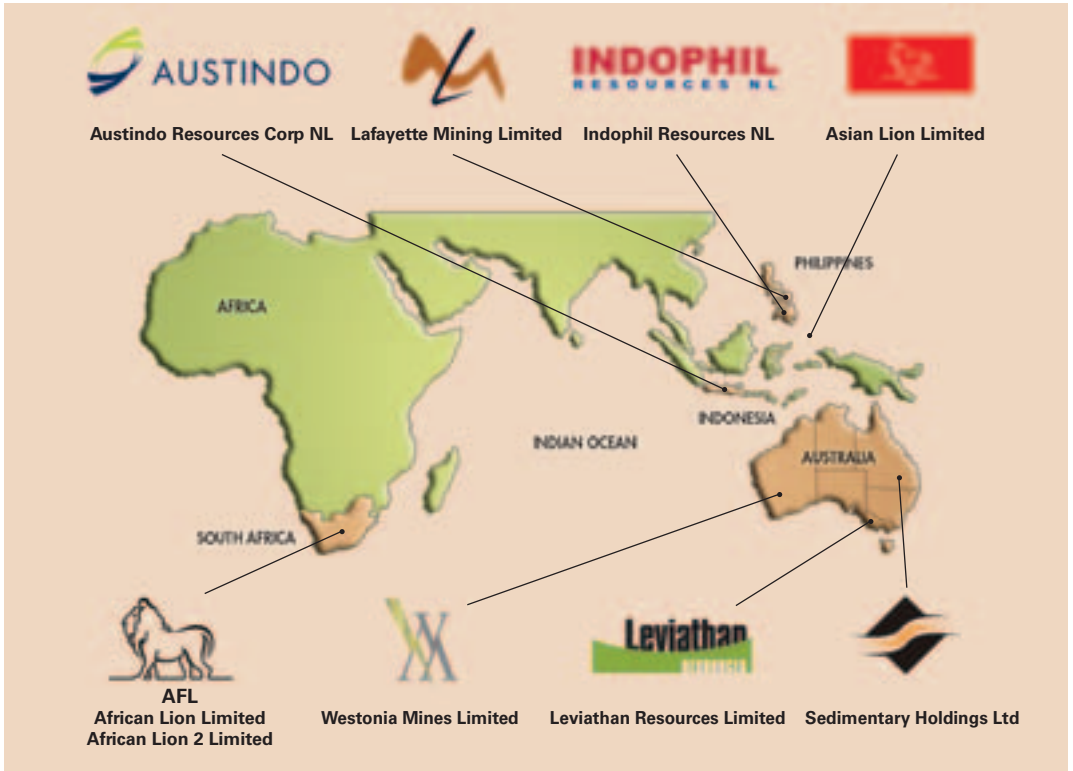 AUSTINDO
INDOPHIL
RESOURCES NL
Austindo Resources Corp NL
Lafayette Mining Limited
Indophil Resources NL
Asian Lion Limited
PHILIPPINES
AFRICA
INDONESIA
INDIAN OCEAN
AUSTRALIA
SOUTH AFRICA
Leviathan
AFL
African Lion Limited
African Lion 2 Limited
Westonia Mines Limited
Leviathan Resources Limited
Sedimentary Holdings Ltd